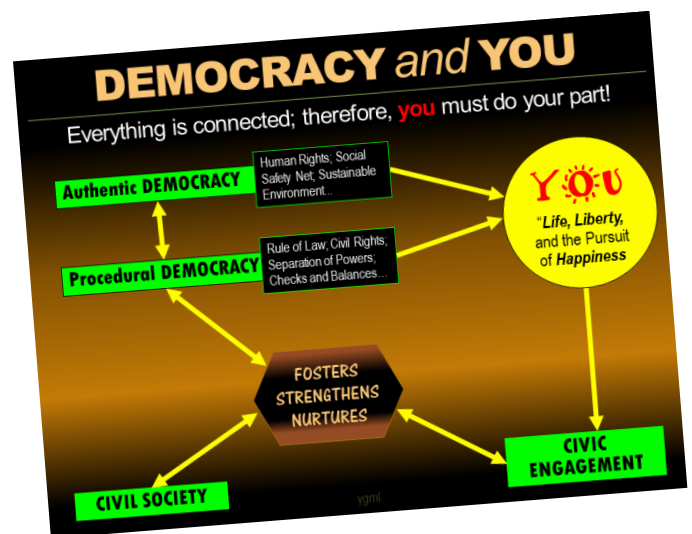 DEMOCRACY and YOU
Everything is connected; therefore, you must do your part!
Authentic DEMOCRACY
Human Rights; Social
Safety Net; Sustainable
Environment...
Procedural DEMOCRACY
Rule of Law; Civil Rights;
Separation of Powers;
Checks and Balances…
YOU
“Life, Liberty,
and the Pursuit
of Happiness
FOSTERS
STRENGTHENS
NURTURES
CIVIC
ENGAGEMENT
CIVIL SOCIETY
ygml